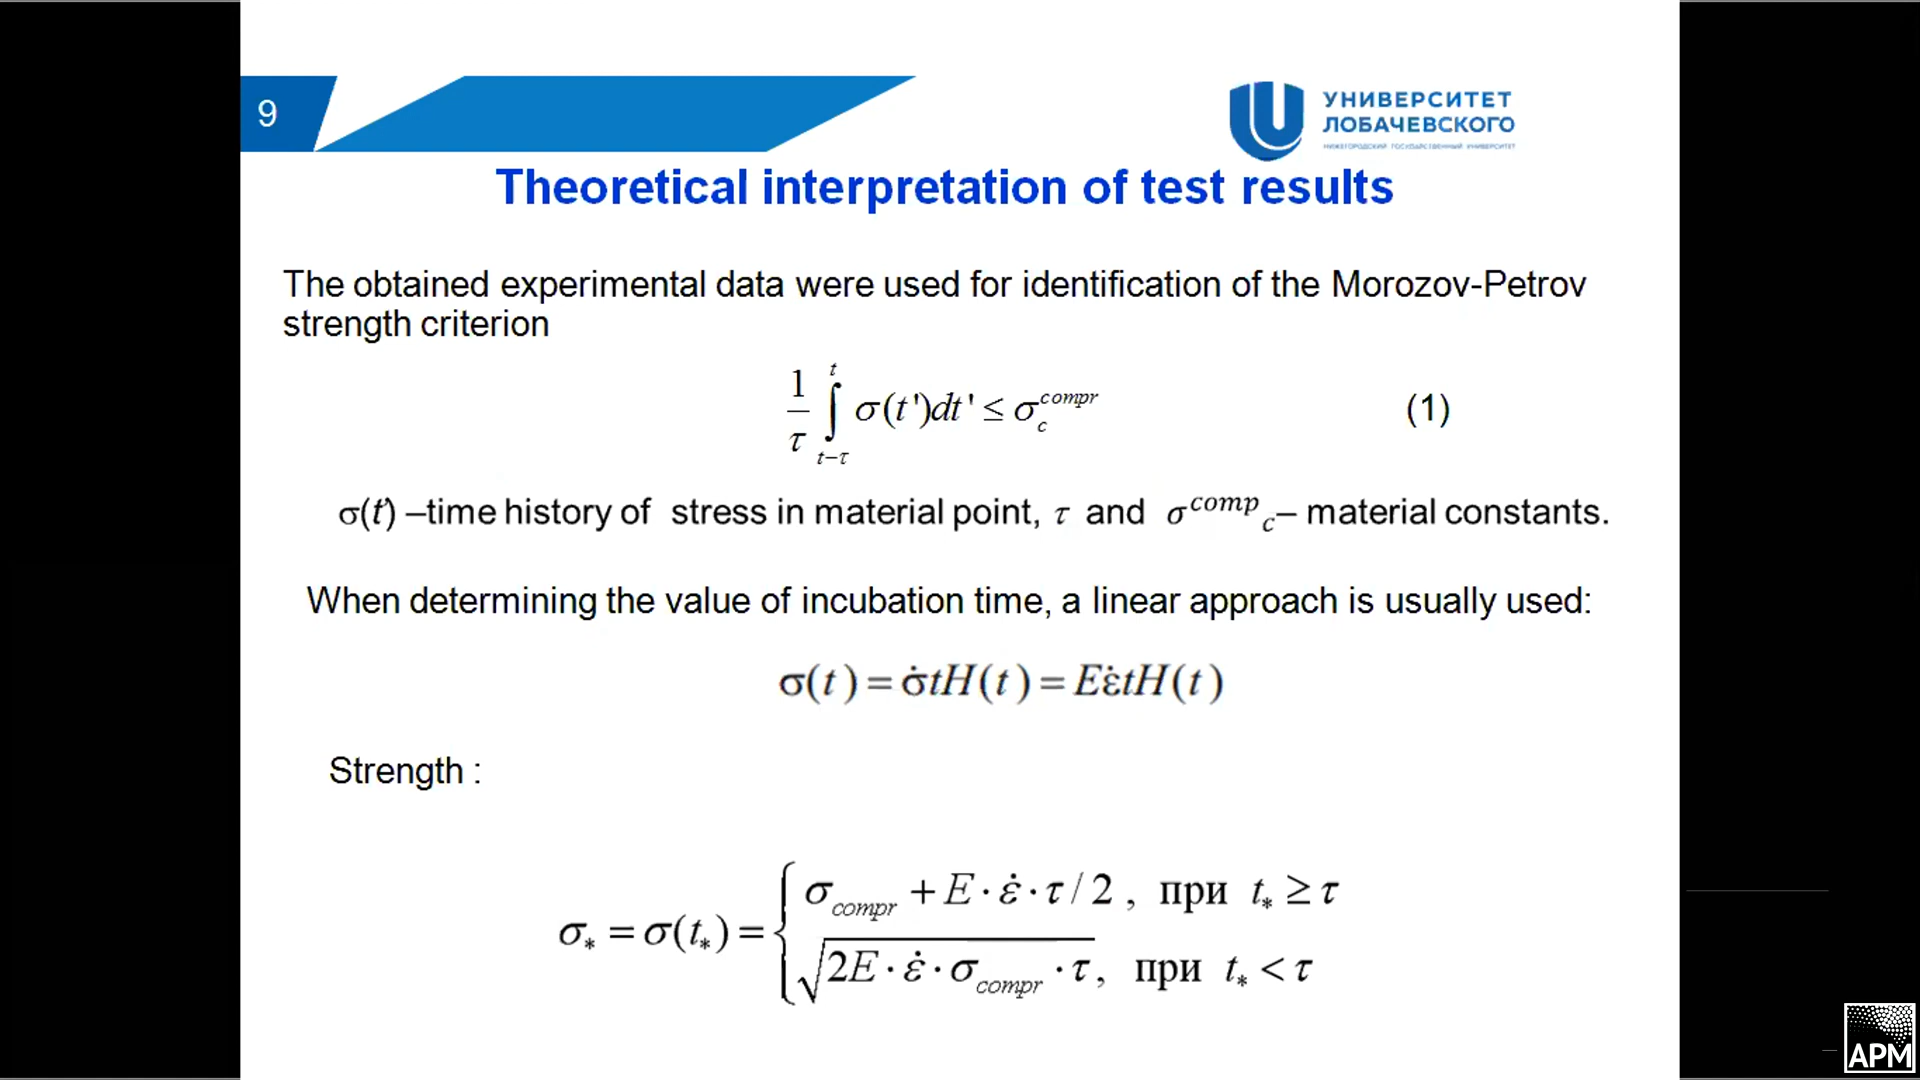 9
УНИВЕРСИТЕТ
ЛОБАЧЕВСКОГО
НИЖЕГОРОДСКИЙ ГОСУДАРСТВЕННЫЙ УНИВЕРСИТЕТ
Theoretical interpretation of test results
The obtained experimental data were used for identification of the Morozov-Petrov
strength criterion
1/τ ∫_{t−τ}^{t} σ(t')dt' ≤ σ_c^{compr} (1)
σ(t') –time history of stress in material point, τ and σ^{comp}_c– material constants.
When determining the value of incubation time, a linear approach is usually used:
σ(t) = σ̇tH(t) = Eε̇tH(t)
Strength :
σ_* = σ(t_*) = { σ_{compr} + E · ε̇ · τ / 2 , при t_* ≥ τ
√(2E · ε̇ · σ_{compr} · τ), при t_* < τ
APM